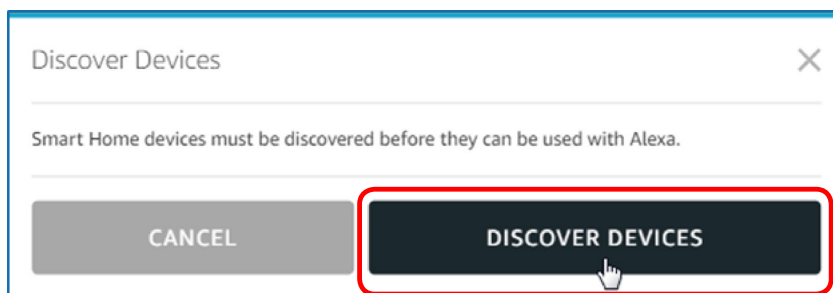 Discover Devices
Smart Home devices must be discovered before they can be used with Alexa.
CANCEL
DISCOVER DEVICES